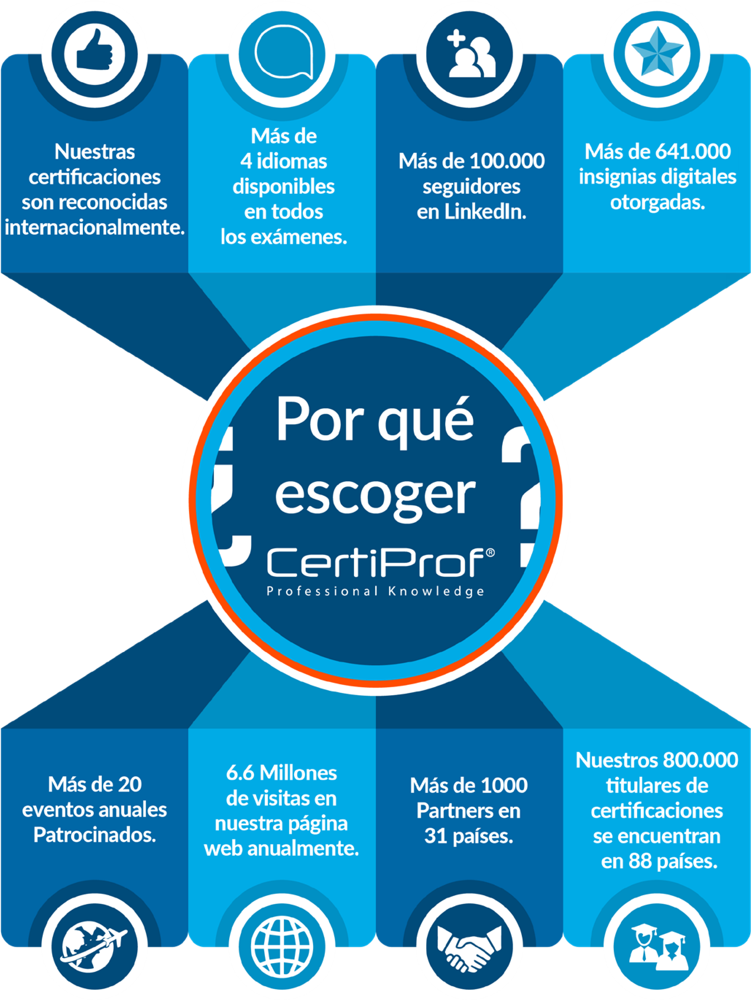 Nuestras
certificaciones
son reconocidas
internacionalmente.
Más de
4 idiomas
disponibles
en todos
los exámenes.
Más de 100.000
seguidores
en LinkedIn.
Más de 641.000
insignias digitales
otorgadas.
¿
Por qué
escoger
CertiProf®
Professional Knowledge
?
Más de 20
eventos anuales
Patrocinados.
6.6 Millones
de visitas en
nuestra página
web anualmente.
Más de 1000
Partners en
31 países.
Nuestros 800.000
titulares de
certificaciones
se encuentran
en 88 países.